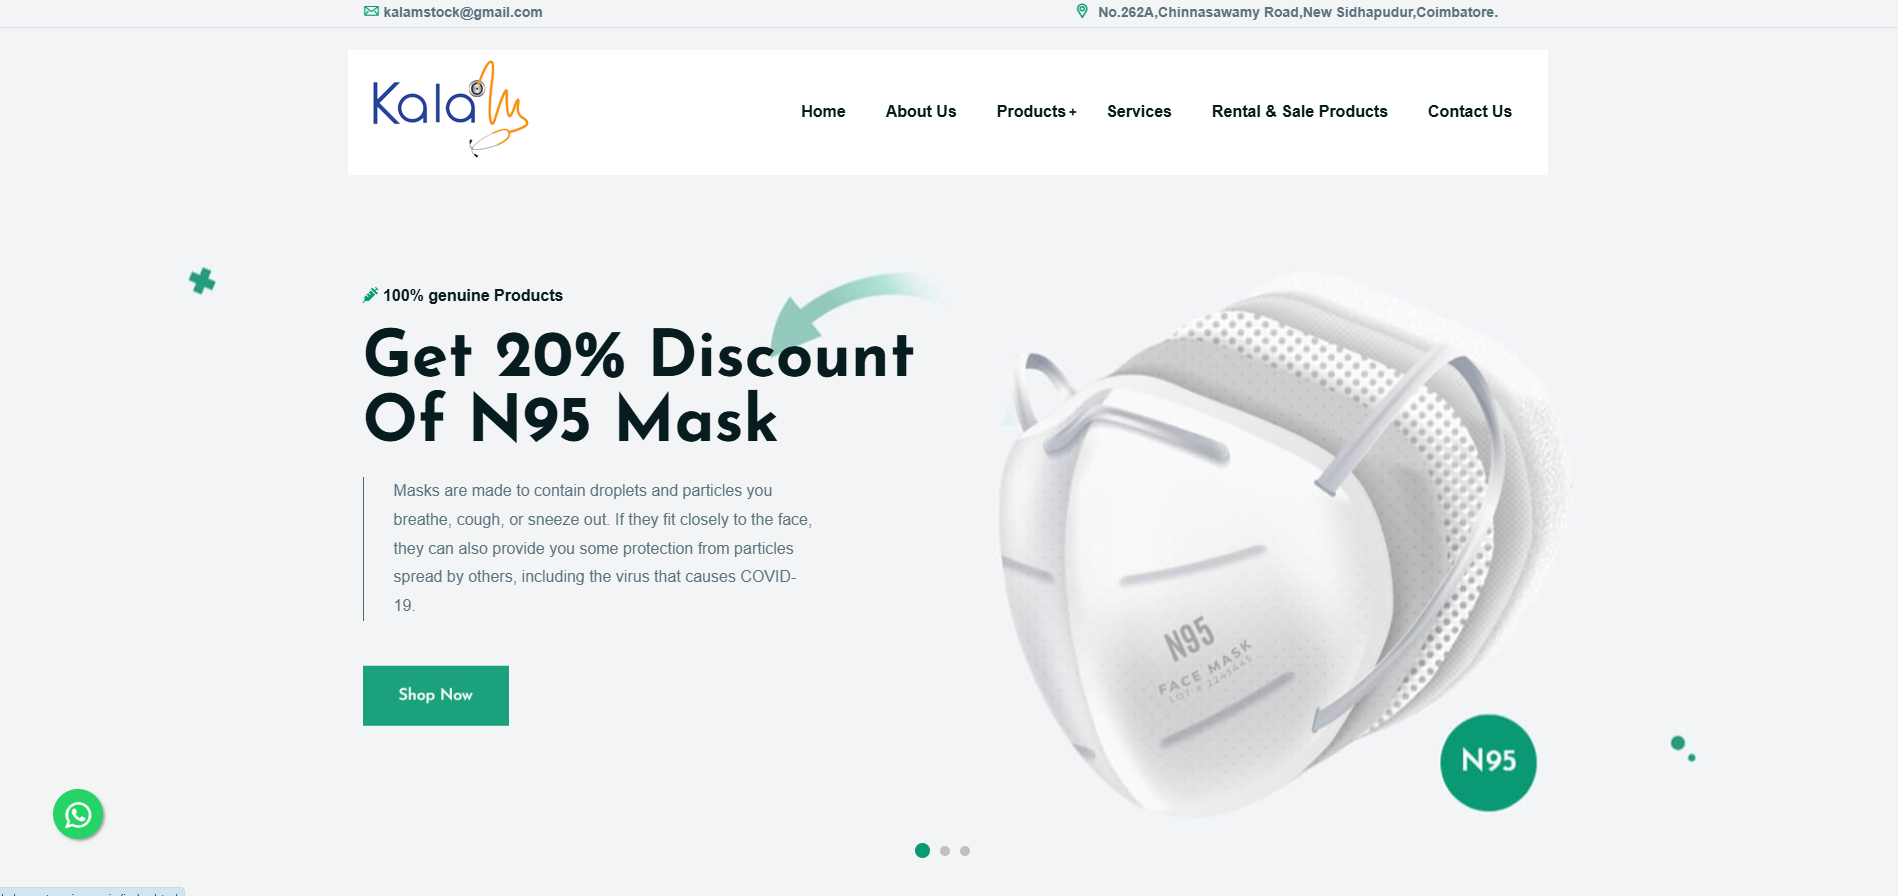 kalamstock@gmail.com
No.262A,Chinnasawamy Road,New Sidhapudur,Coimbatore.
Kalam
Home About Us Products+ Services Rental & Sale Products Contact Us
100% genuine Products
Get 20% Discount
Of N95 Mask
Masks are made to contain droplets and particles you
breathe, cough, or sneeze out. If they fit closely to the face,
they can also provide you some protection from particles
spread by others, including the virus that causes COVID-
19.
Shop Now
N95
FACE MASK
LOT # 2245445
N95